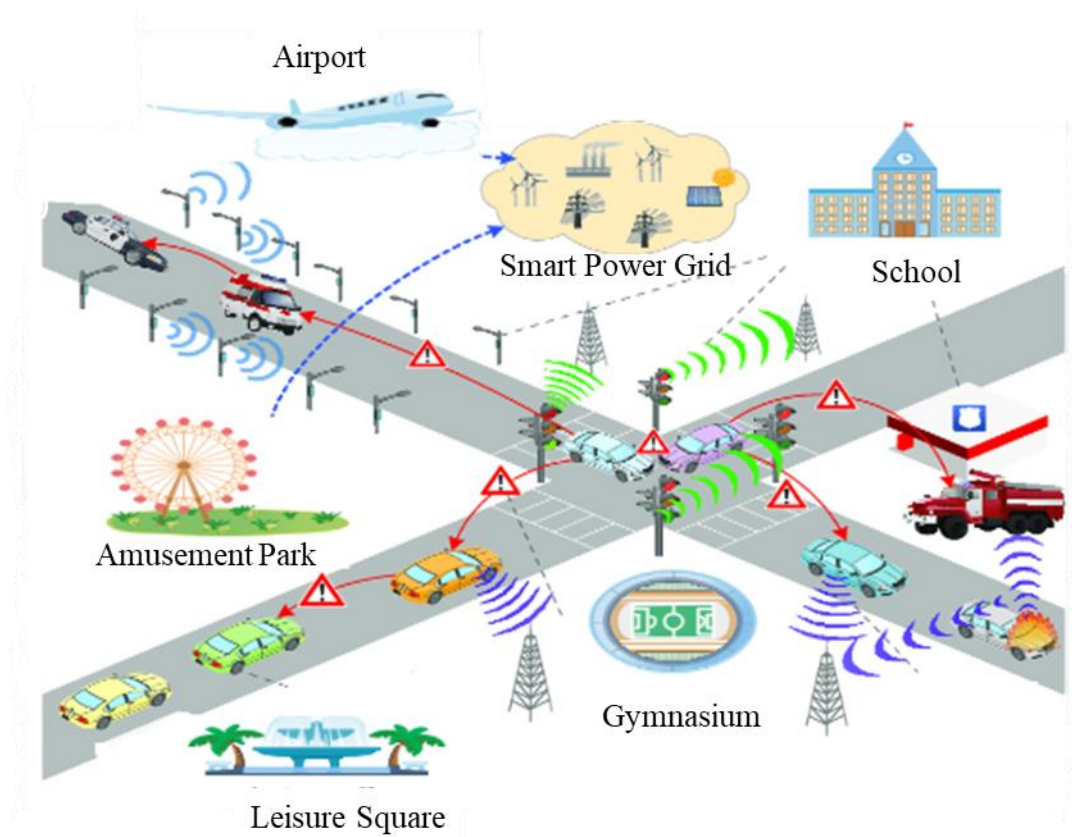 Airport
Smart Power Grid
School
Amusement Park
Gymnasium
Leisure Square